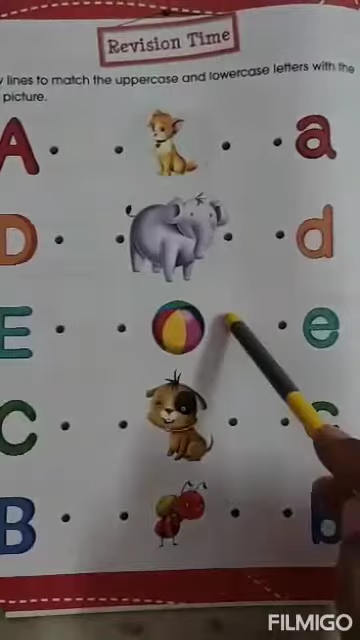 Revision Time
lines to match the uppercase and lowercase letters with the
picture.
A a
D d
E e
C c
B b
FILMIGO